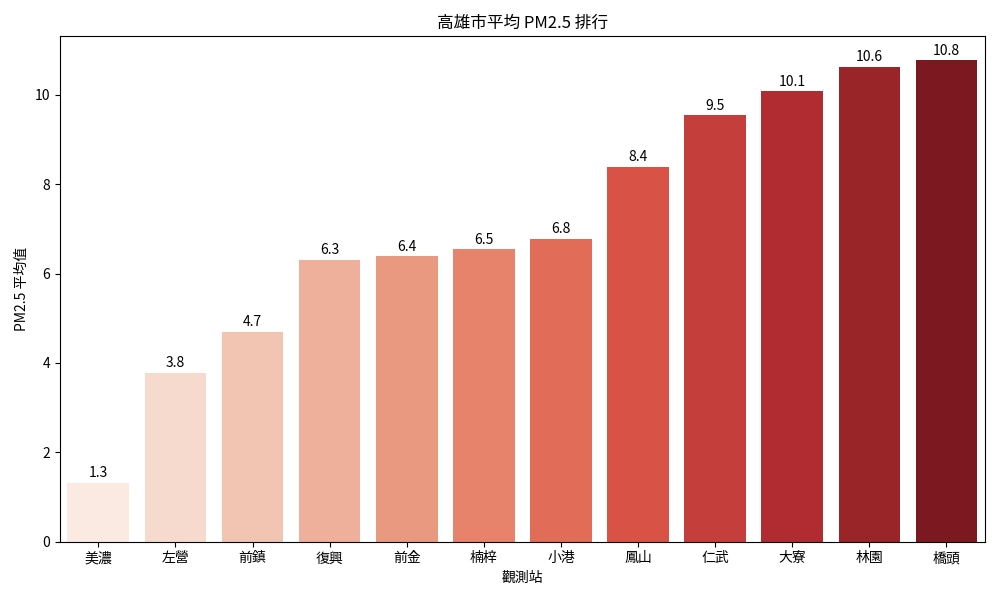 高雄市平均 PM2.5 排行
PM2.5 平均值
10
8
6
4
2
0
1.3
3.8
4.7
6.3
6.4
6.5
6.8
8.4
9.5
10.1
10.6
10.8
美濃
左營
前鎮
復興
前金
楠梓
小港
鳳山
仁武
大寮
林園
橋頭
觀測站